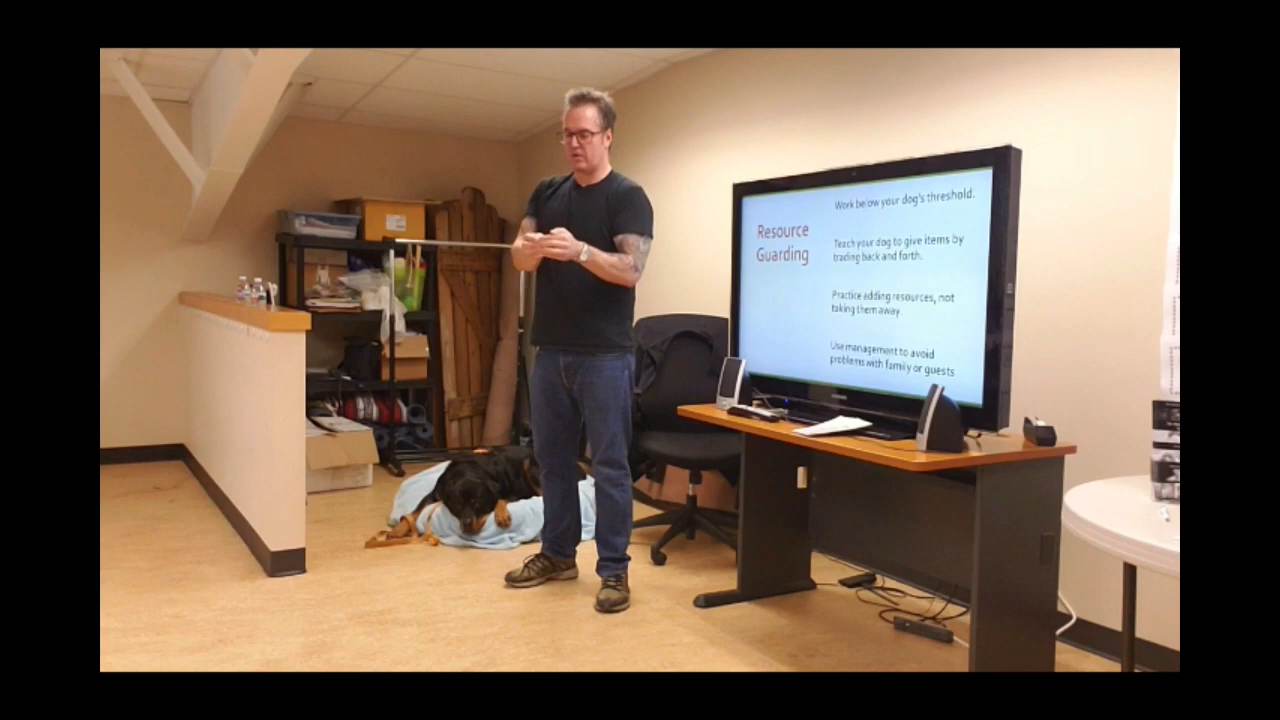 Resource
Guarding
Work below your dog's threshold.
Teach your dog to give items by
trading back and forth.
Practice adding resources, not
taking them away
Use management to avoid
problems with family or guests